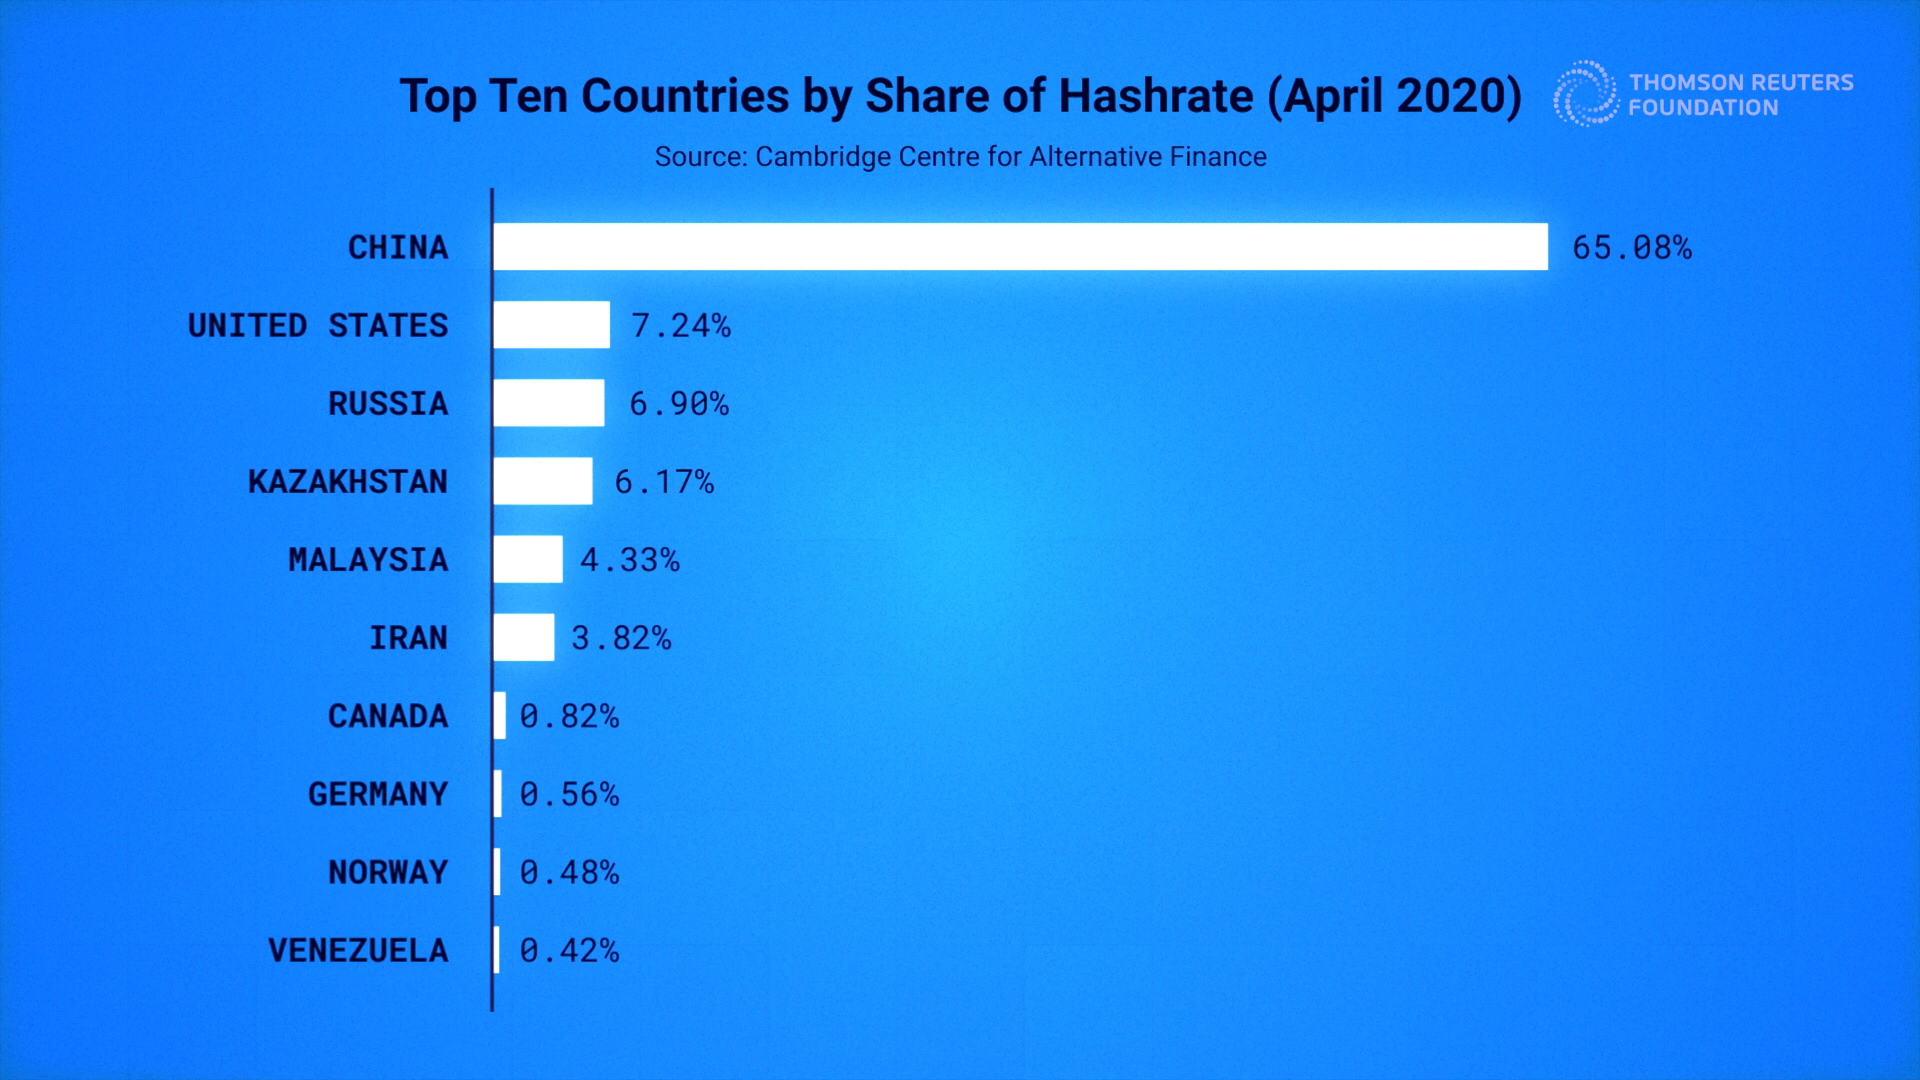 Top Ten Countries by Share of Hashrate (April 2020)
THOMSON REUTERS
FOUNDATION
Source: Cambridge Centre for Alternative Finance
CHINA 65.08%
UNITED STATES 7.24%
RUSSIA 6.90%
KAZAKHSTAN 6.17%
MALAYSIA 4.33%
IRAN 3.82%
CANADA 0.82%
GERMANY 0.56%
NORWAY 0.48%
VENEZUELA 0.42%